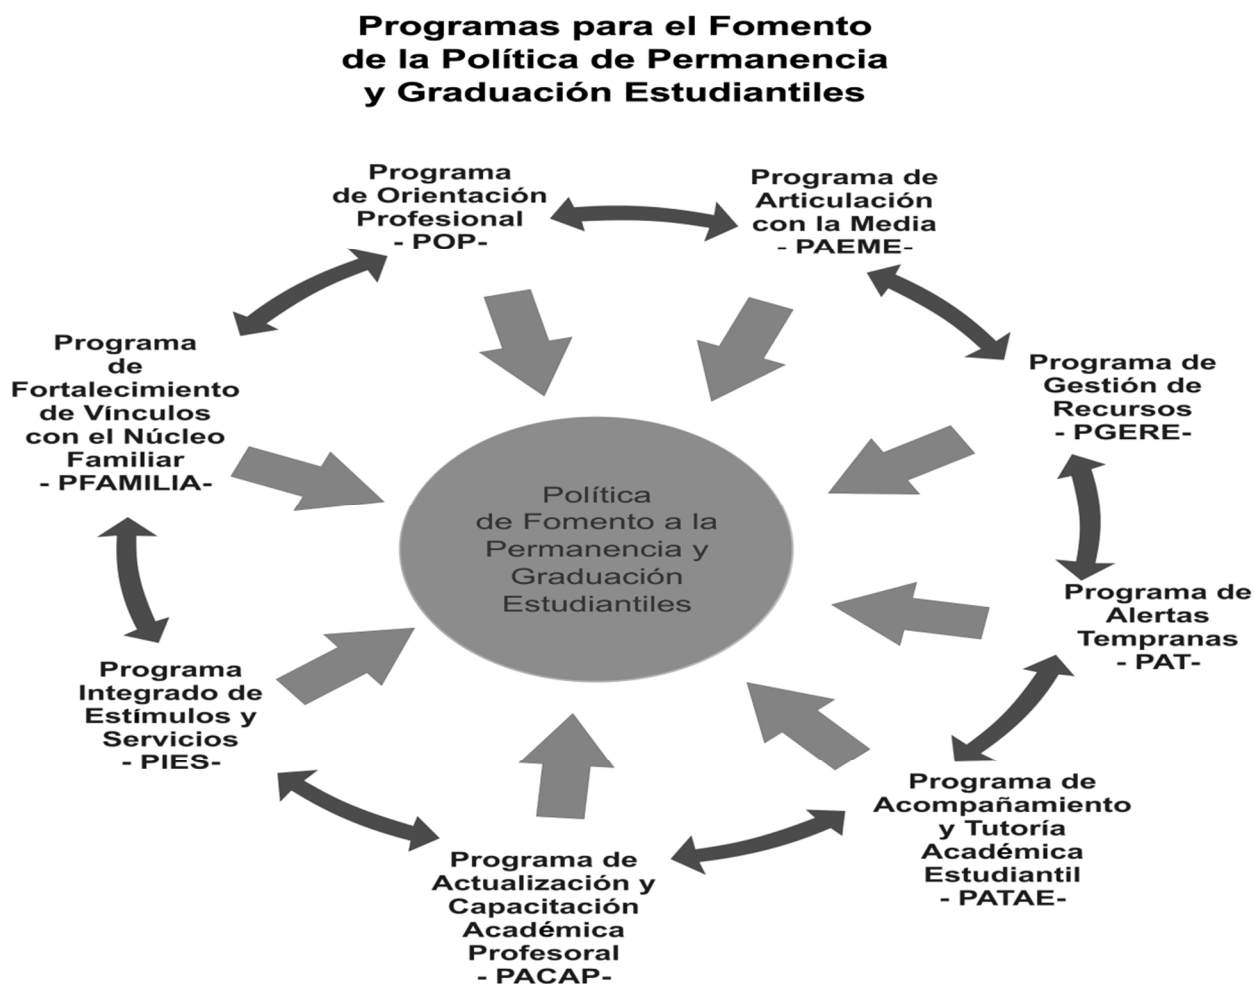 Programas para el Fomento
de la Política de Permanencia
y Graduación Estudiantiles
Programa
de Orientación
Profesional
- POP-
Programa de
Articulación
con la Media
- PAEME-
Programa
de
Fortalecimiento
de Vínculos
con el Núcleo
Familiar
- PFAMILIA-
Programa de
Gestión de
Recursos
- PGERE-
Política
de Fomento a la
Permanencia y
Graduación
Estudiantiles
Programa de
Alertas
Tempranas
- PAT-
Programa
Integrado de
Estímulos y
Servicios
- PIES-
Programa de
Acompañamiento
y Tutoría
Académica
Estudiantil
- PATAE-
Programa de
Actualización y
Capacitación
Académica
Profesoral
- PACAP-